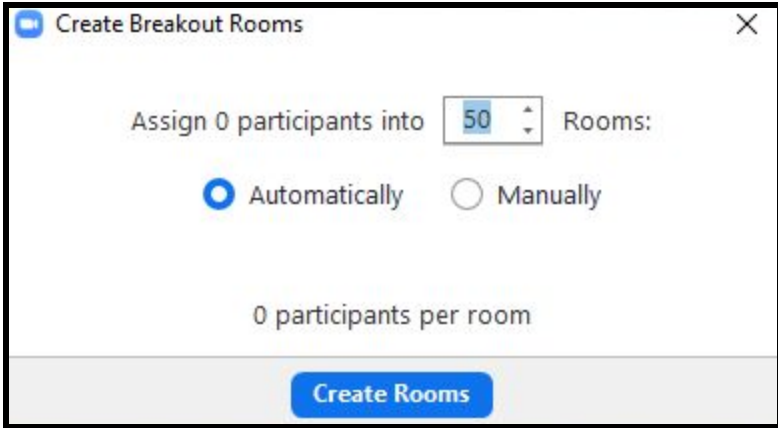 Create Breakout Rooms
Assign 0 participants into 50 Rooms:
Automatically Manually
0 participants per room
Create Rooms